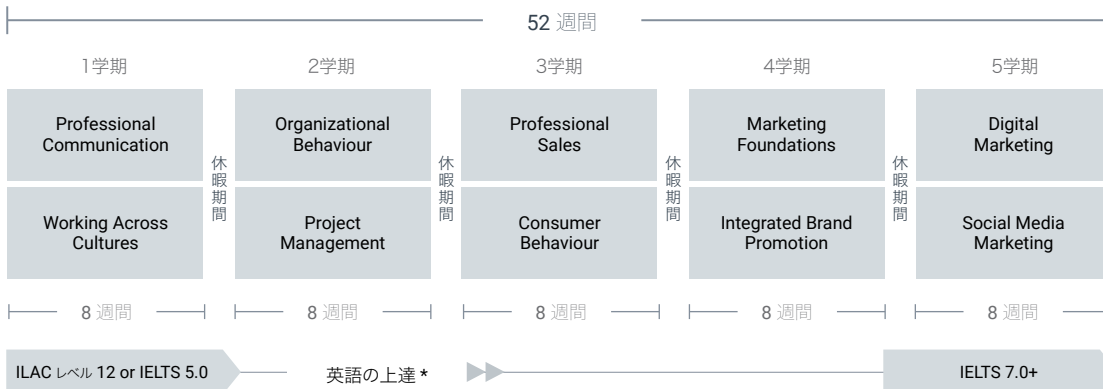 52 週間
1学期
2学期
3学期
4学期
5学期
Professional
Communication
Organizational
Behaviour
Professional
Sales
Marketing
Foundations
Digital
Marketing
休暇期間
休暇期間
休暇期間
休暇期間
Working Across
Cultures
Project
Management
Consumer
Behaviour
Integrated Brand
Promotion
Social Media
Marketing
8 週間
8 週間
8 週間
8 週間
8 週間
ILAC レベル 12 or IELTS 5.0
英語の上達 *
IELTS 7.0+